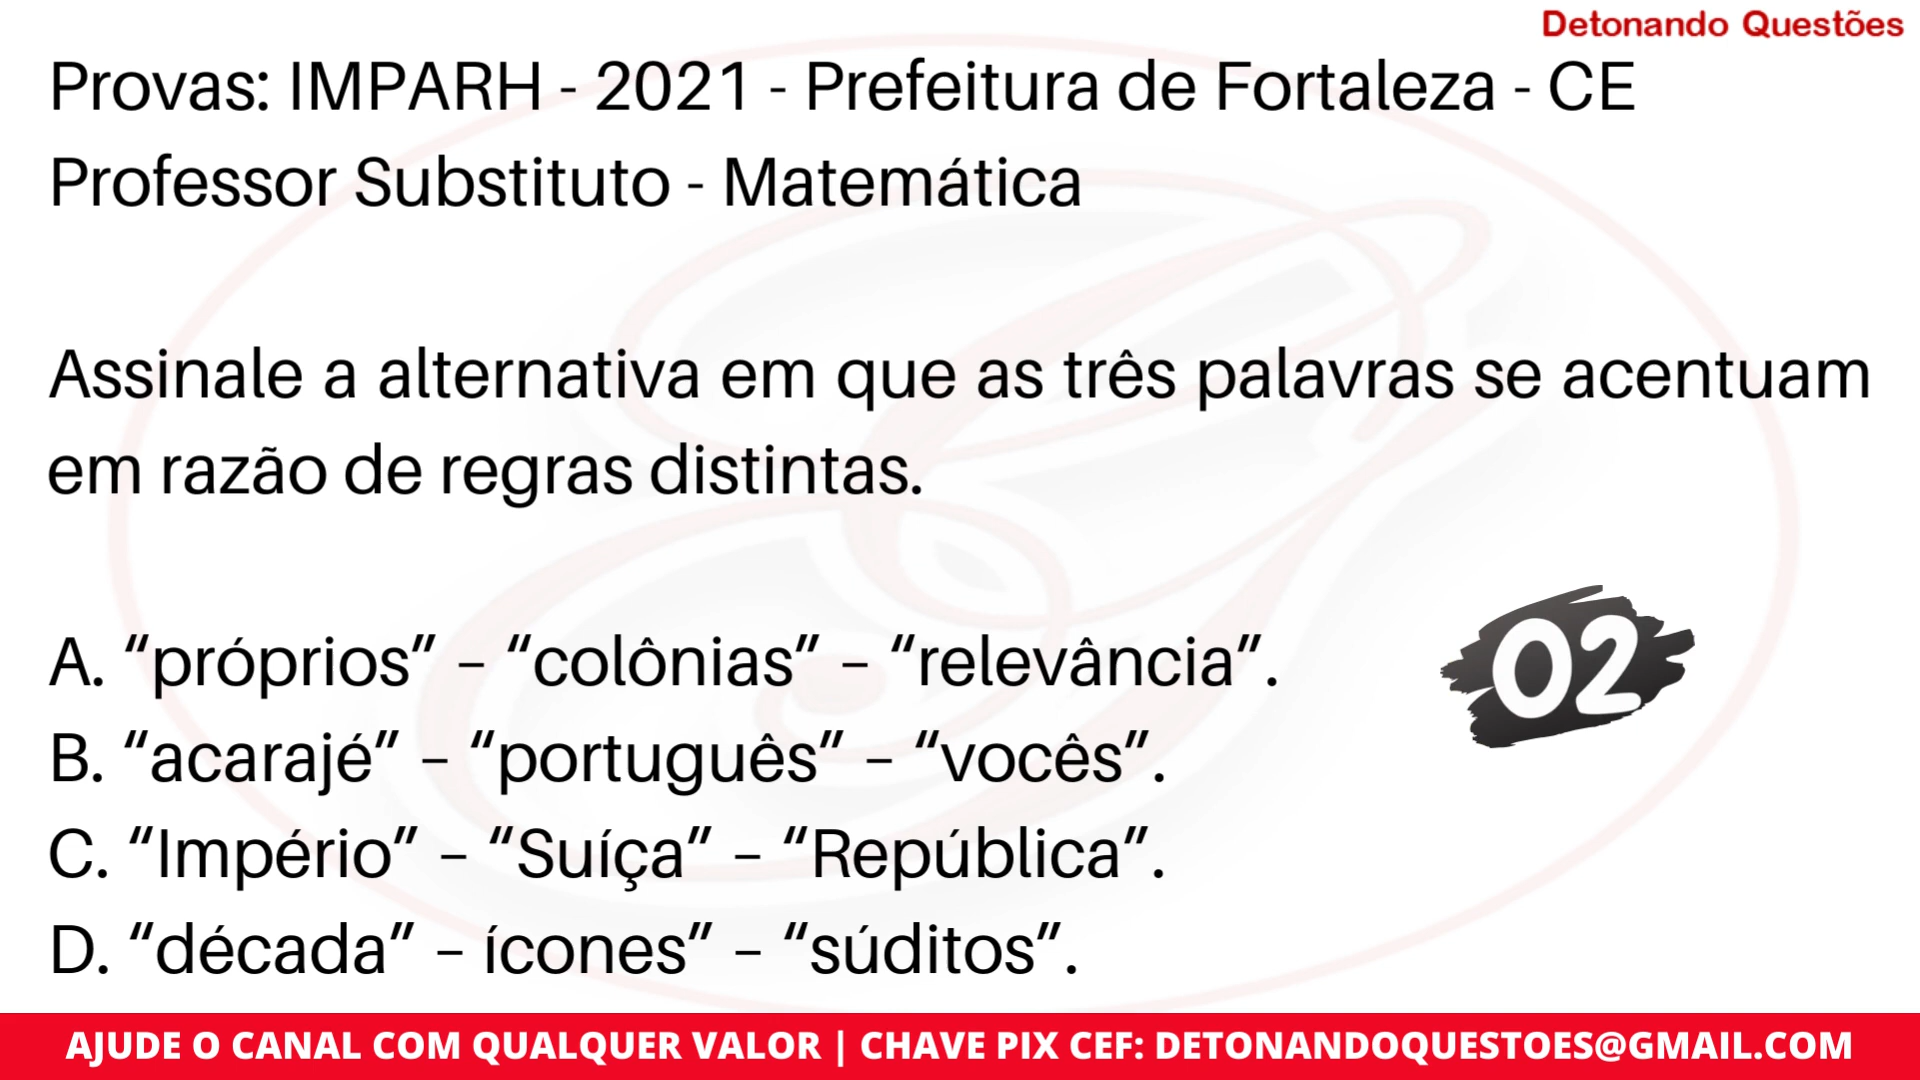 Detonando Questões
Provas: IMPARH - 2021 - Prefeitura de Fortaleza - CE
Professor Substituto - Matemática
Assinale a alternativa em que as três palavras se acentuam
em razão de regras distintas.
A. “próprios” – “colônias” – “relevância”.
B. “acarajé” – “português” – “vocês”.
C. “Império” – “Suíça” – “República”.
D. “década” – ícones” – “súditos”.
02
AJUDE O CANAL COM QUALQUER VALOR | CHAVE PIX CEF: DETONANDOQUESTOES@GMAIL.COM